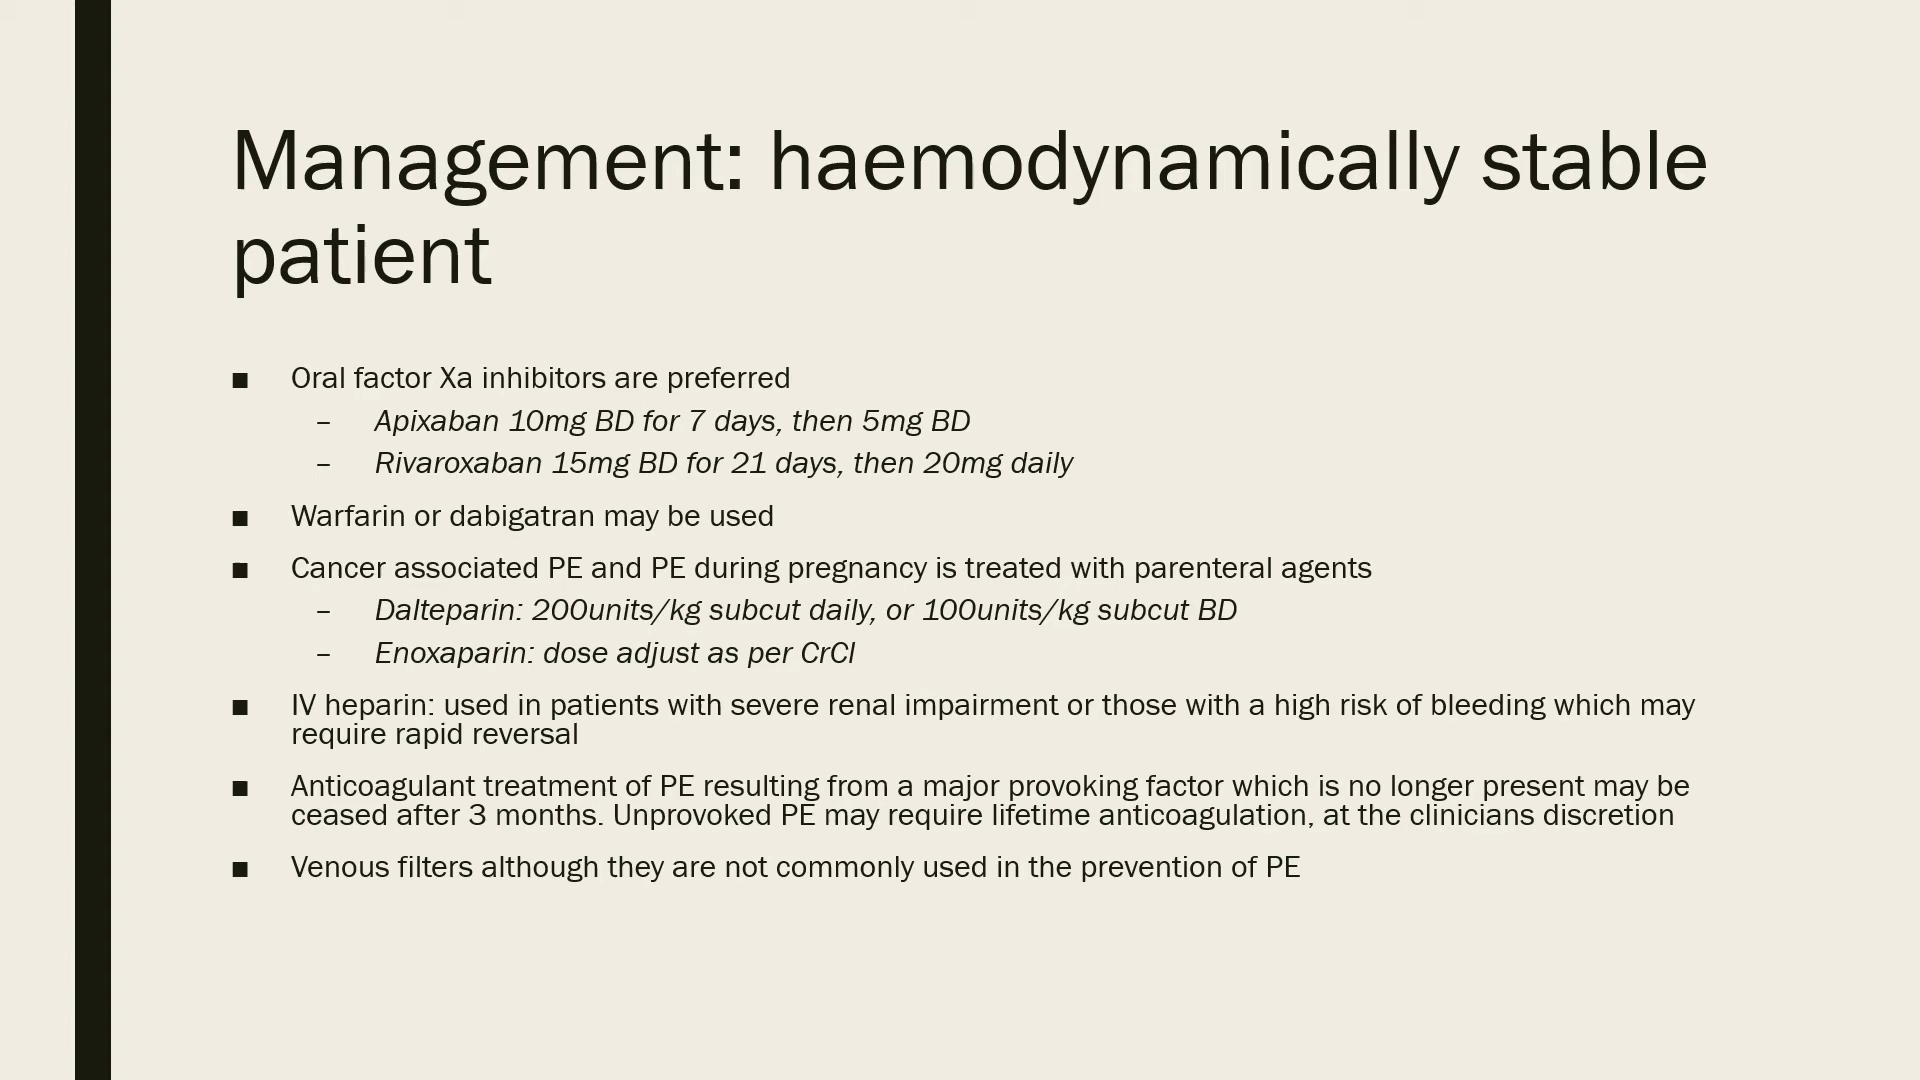 Management: haemodynamically stable
patient
■ Oral factor Xa inhibitors are preferred
– Apixaban 10mg BD for 7 days, then 5mg BD
– Rivaroxaban 15mg BD for 21 days, then 20mg daily
■ Warfarin or dabigatran may be used
■ Cancer associated PE and PE during pregnancy is treated with parenteral agents
– Dalteparin: 200units/kg subcut daily, or 100units/kg subcut BD
– Enoxaparin: dose adjust as per CrCl
■ IV heparin: used in patients with severe renal impairment or those with a high risk of bleeding which may
require rapid reversal
■ Anticoagulant treatment of PE resulting from a major provoking factor which is no longer present may be
ceased after 3 months. Unprovoked PE may require lifetime anticoagulation, at the clinicians discretion
■ Venous filters although they are not commonly used in the prevention of PE